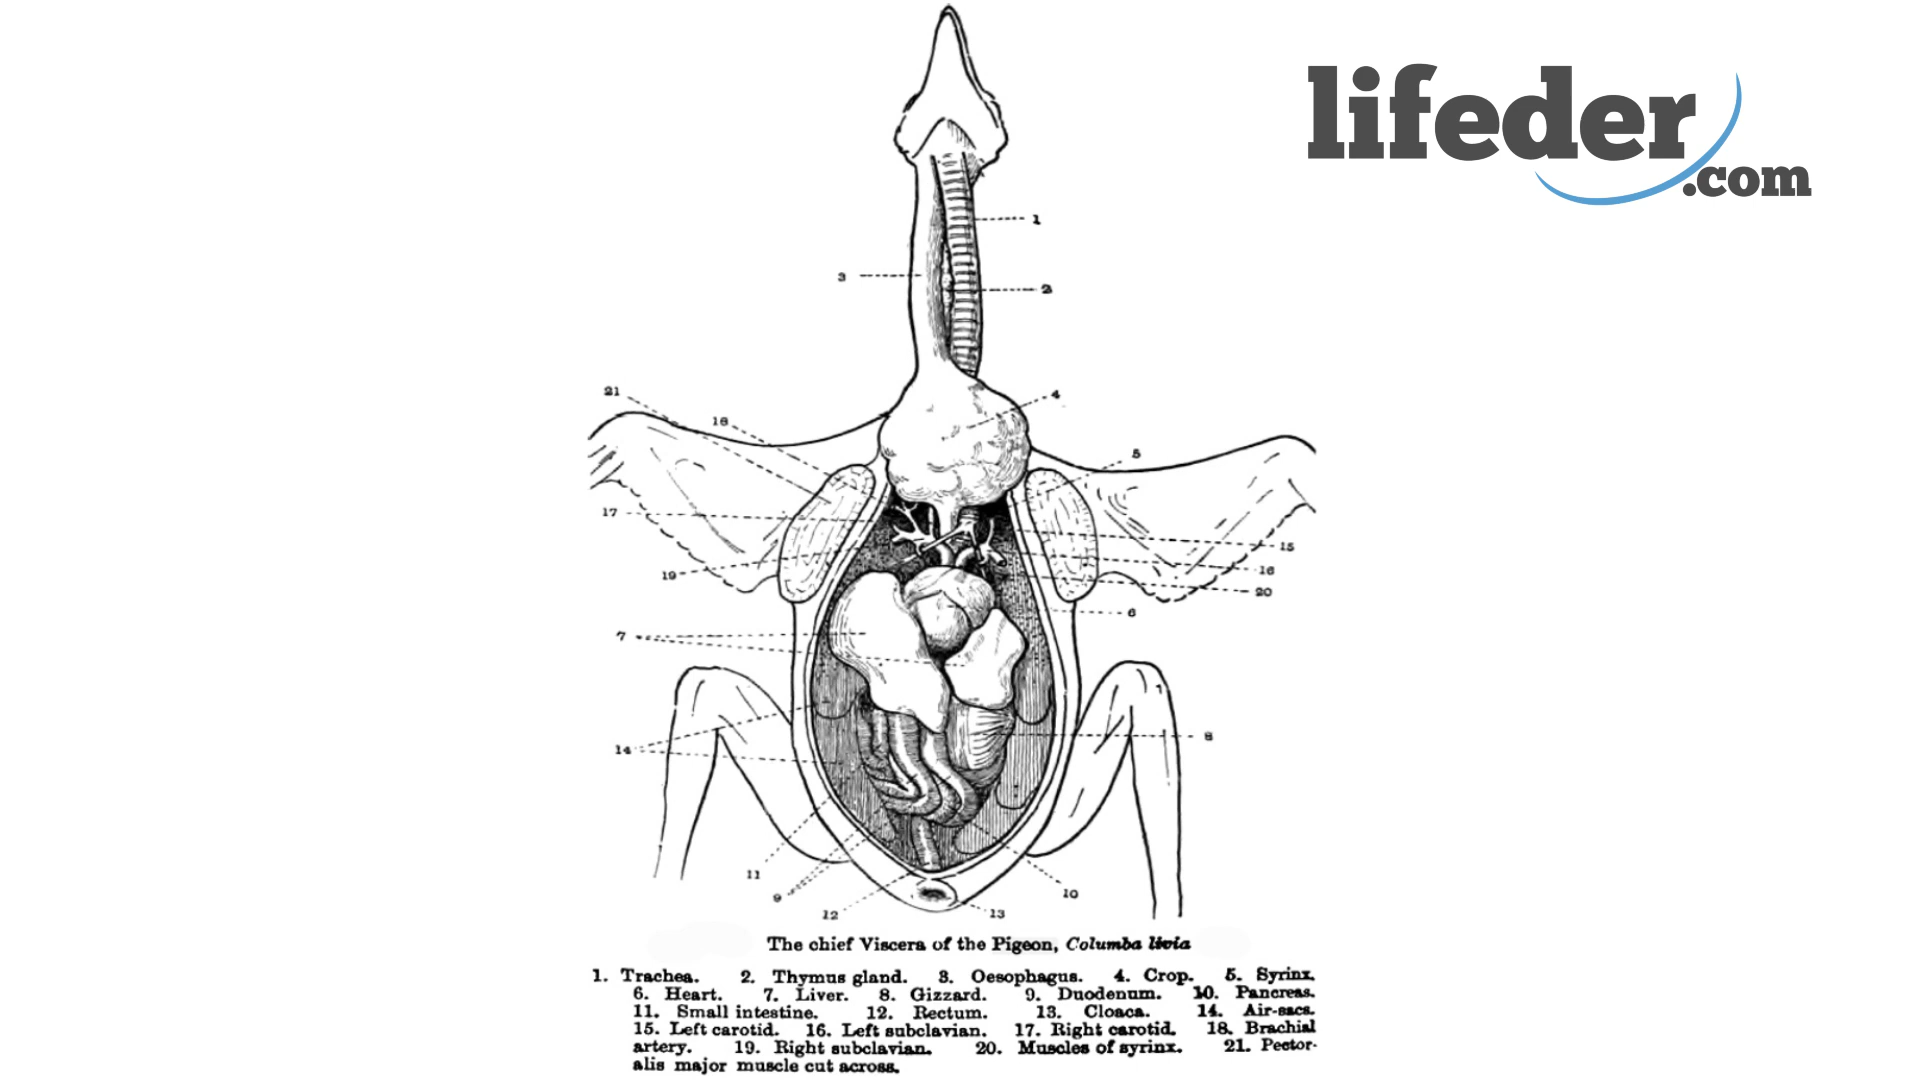 lifeder
.com
1
3
2
21
18
4
5
17
15
19
16
20
6
7
14
8
11
9
10
12
13
The chief Viscera of the Pigeon, Columba livia
1. Trachea. 2. Thymus gland. 3. Oesophagus. 4. Crop. 5. Syrinx.
6. Heart. 7. Liver. 8. Gizzard. 9. Duodenum. 10. Pancreas.
11. Small intestine. 12. Rectum. 13. Cloaca. 14. Air-sacs.
15. Left carotid. 16. Left subclavian. 17. Right carotid. 18. Brachial
artery. 19. Right subclavian. 20. Muscles of syrinx. 21. Pector-
alis major muscle cut across.